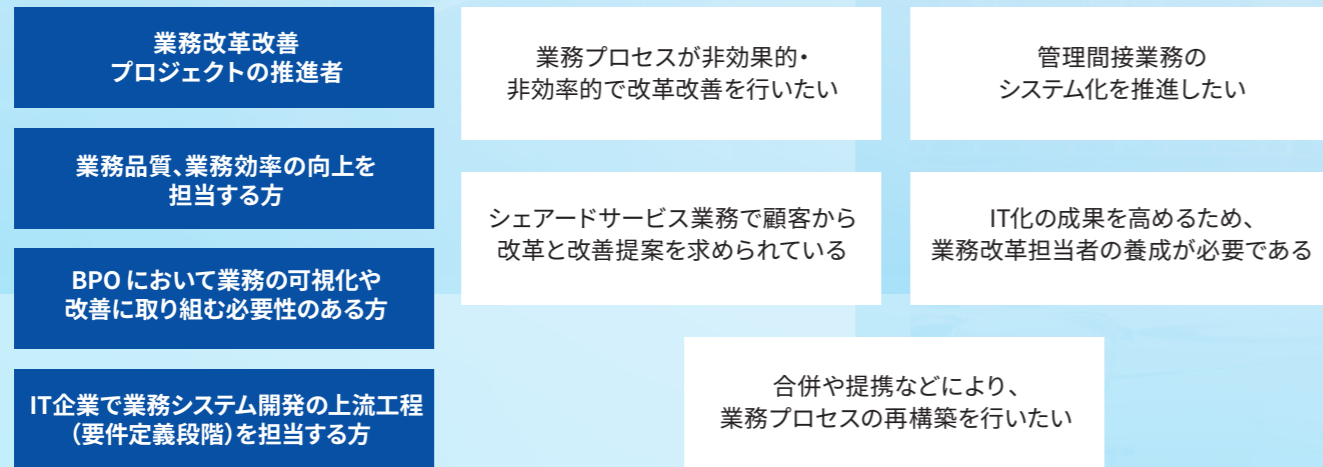 業務改革改善
プロジェクトの推進者
業務品質、業務効率の向上を
担当する方
BPO において業務の可視化や
改善に取り組む必要性のある方
IT企業で業務システム開発の上流工程
（要件定義段階）を担当する方
業務プロセスが非効果的・
非効率的で改革改善を行いたい
管理間接業務の
システム化を推進したい
シェアードサービス業務で顧客から
改革と改善提案を求められている
IT化の成果を高めるため、
業務改革担当者の養成が必要である
合併や提携などにより、
業務プロセスの再構築を行いたい